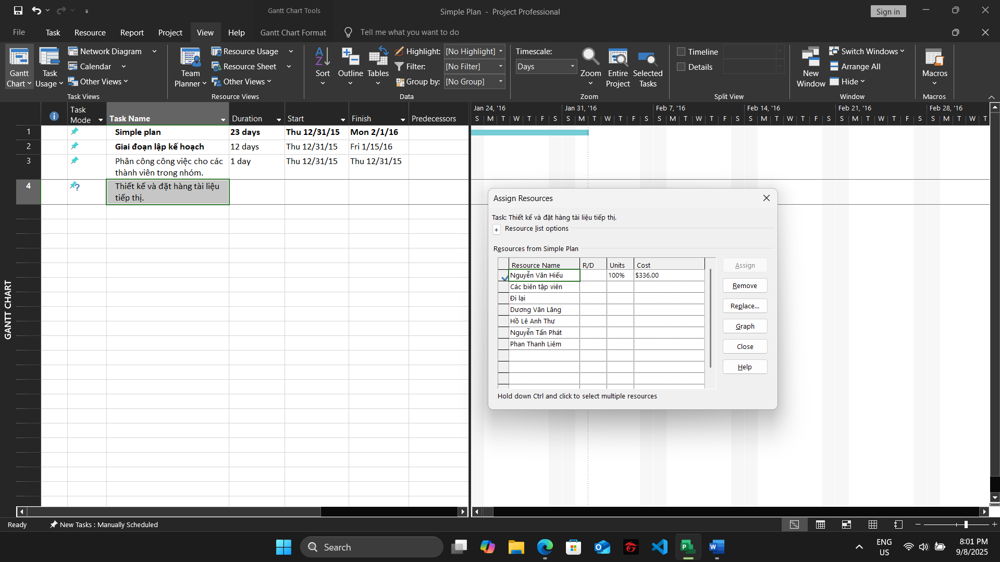 Gantt Chart Tools
Simple Plan - Project Professional
Sign in
File Task Resource Report Project View Help Gantt Chart Format Tell me what you want to do
Gantt Chart
Task Usage
Network Diagram
Calendar
Other Views
Task Views
Team Planner
Resource Usage
Resource Sheet
Other Views
Resource Views
Sort
Outline
Tables
Highlight: [No Highlight]
Filter: [No Filter]
Group by: [No Group]
Data
Timescale:
Days
Zoom
Entire Project
Selected Tasks
Zoom
Timeline
Details
Split View
New Window
Switch Windows
Arrange All
Hide
Window
Macros
Macros
Task Mode Task Name Duration Start Finish Predecessors
Jan 24, '16 Jan 31, '16 Feb 7, '16 Feb 14, '16 Feb 21, '16 Feb 28, '16
S M T W T F S S M T W T F S S M T W T F S S M T W T F S S M T W T F S S M T W T
1 Simple plan 23 days Thu 12/31/15 Mon 2/1/16
2 Giai đoạn lập kế hoạch 12 days Thu 12/31/15 Fri 1/15/16
3 Phân công công việc cho các 1 day Thu 12/31/15 Thu 12/31/15
thành viên trong nhóm.
4 Thiết kế và đặt hàng tài liệu
tiếp thị.
GANTT CHART
Assign Resources
Task: Thiết kế và đặt hàng tài liệu tiếp thị.
+ Resource list options
Resources from Simple Plan
Resource Name R/D Units Cost
Nguyễn Văn Hiếu 100% $336.00
Các biên tập viên
Đi lại
Dương Văn Lăng
Hồ Lê Anh Thư
Nguyễn Tấn Phát
Phan Thanh Liêm
Assign
Remove
Replace...
Graph
Close
Help
Hold down Ctrl and click to select multiple resources
Ready New Tasks : Manually Scheduled
Search
ENG
US
8:01 PM
9/8/2025